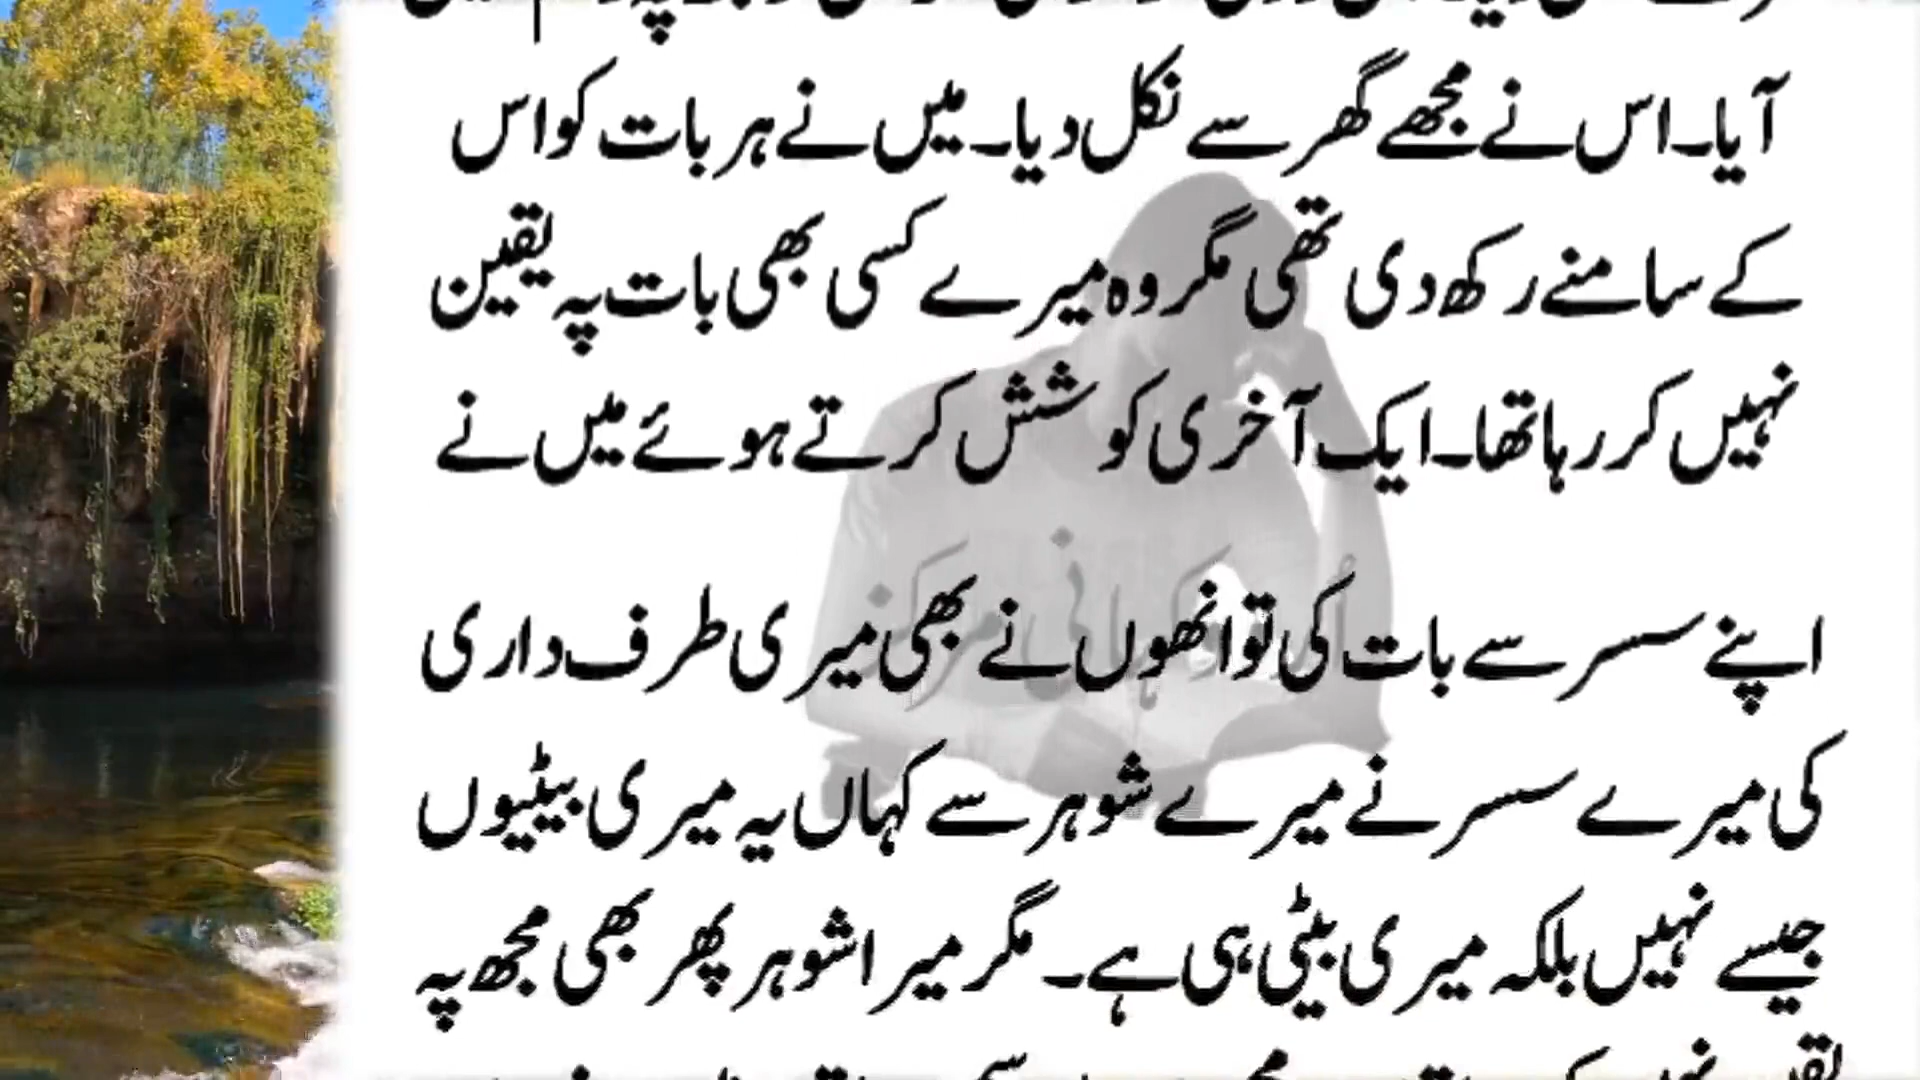 آیا۔ اس نے مجھے گھر سے نکل دیا۔ میں نے ہر بات کو اس
کے سامنے رکھ دی تھی مگر وہ میرے کسی بھی بات پہ یقین
نہیں کر رہا تھا۔ ایک آخری کوشش کرتے ہوئے میں نے
اپنے سسر سے بات کی تو انھوں نے بھی میری طرف داری
کی میرے سسر نے میرے شوہر سے کہاں یہ میری بیٹیوں
جیسے نہیں بلکہ میری بیٹی ہی ہے۔ مگر میرا شوہر پھر بھی مجھ پہ